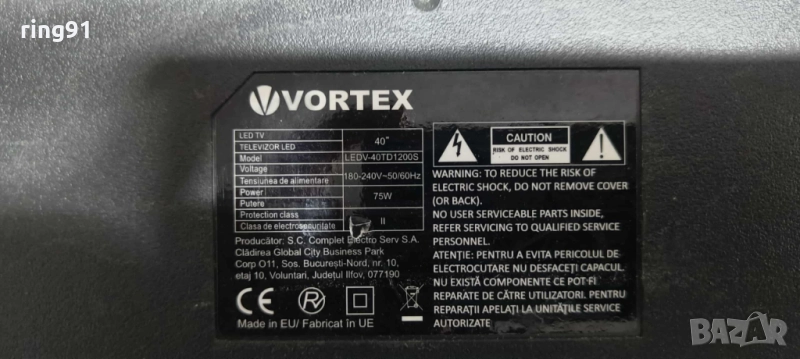 ring91
VORTEX
LED TV
TELEVIZOR LED
40"
Model
LEDV-40TD1200S
Voltage
Tensiunea de alimentare
180-240V~50/60Hz
Power
Putere
75W
Protection class
Clasa de electrosecuritate
II
Producător: S.C. Complet Electro Serv S.A.
Clădirea Global City Business Park
Corp O11, Sos. București-Nord, nr. 10,
etaj 10, Voluntari, Județul Ilfov, 077190
CE
Made in EU/ Fabricat în UE
CAUTION
RISK OF ELECTRIC SHOCK
DO NOT OPEN
WARNING: TO REDUCE THE RISK OF
ELECTRIC SHOCK, DO NOT REMOVE COVER
(OR BACK).
NO USER SERVICEABLE PARTS INSIDE,
REFER SERVICING TO QUALIFIED SERVICE
PERSONNEL.
ATENȚIE: PENTRU A EVITA PERICOLUL DE
ELECTROCUTARE NU DESFACEȚI CAPACUL.
NU EXISTĂ COMPONENTE CE POT FI
REPARATE DE CĂTRE UTILIZATORI. PENTRU
REPARAȚII APELAȚI LA UNITĂȚILE SERVICE
AUTORIZATE
BAZAR